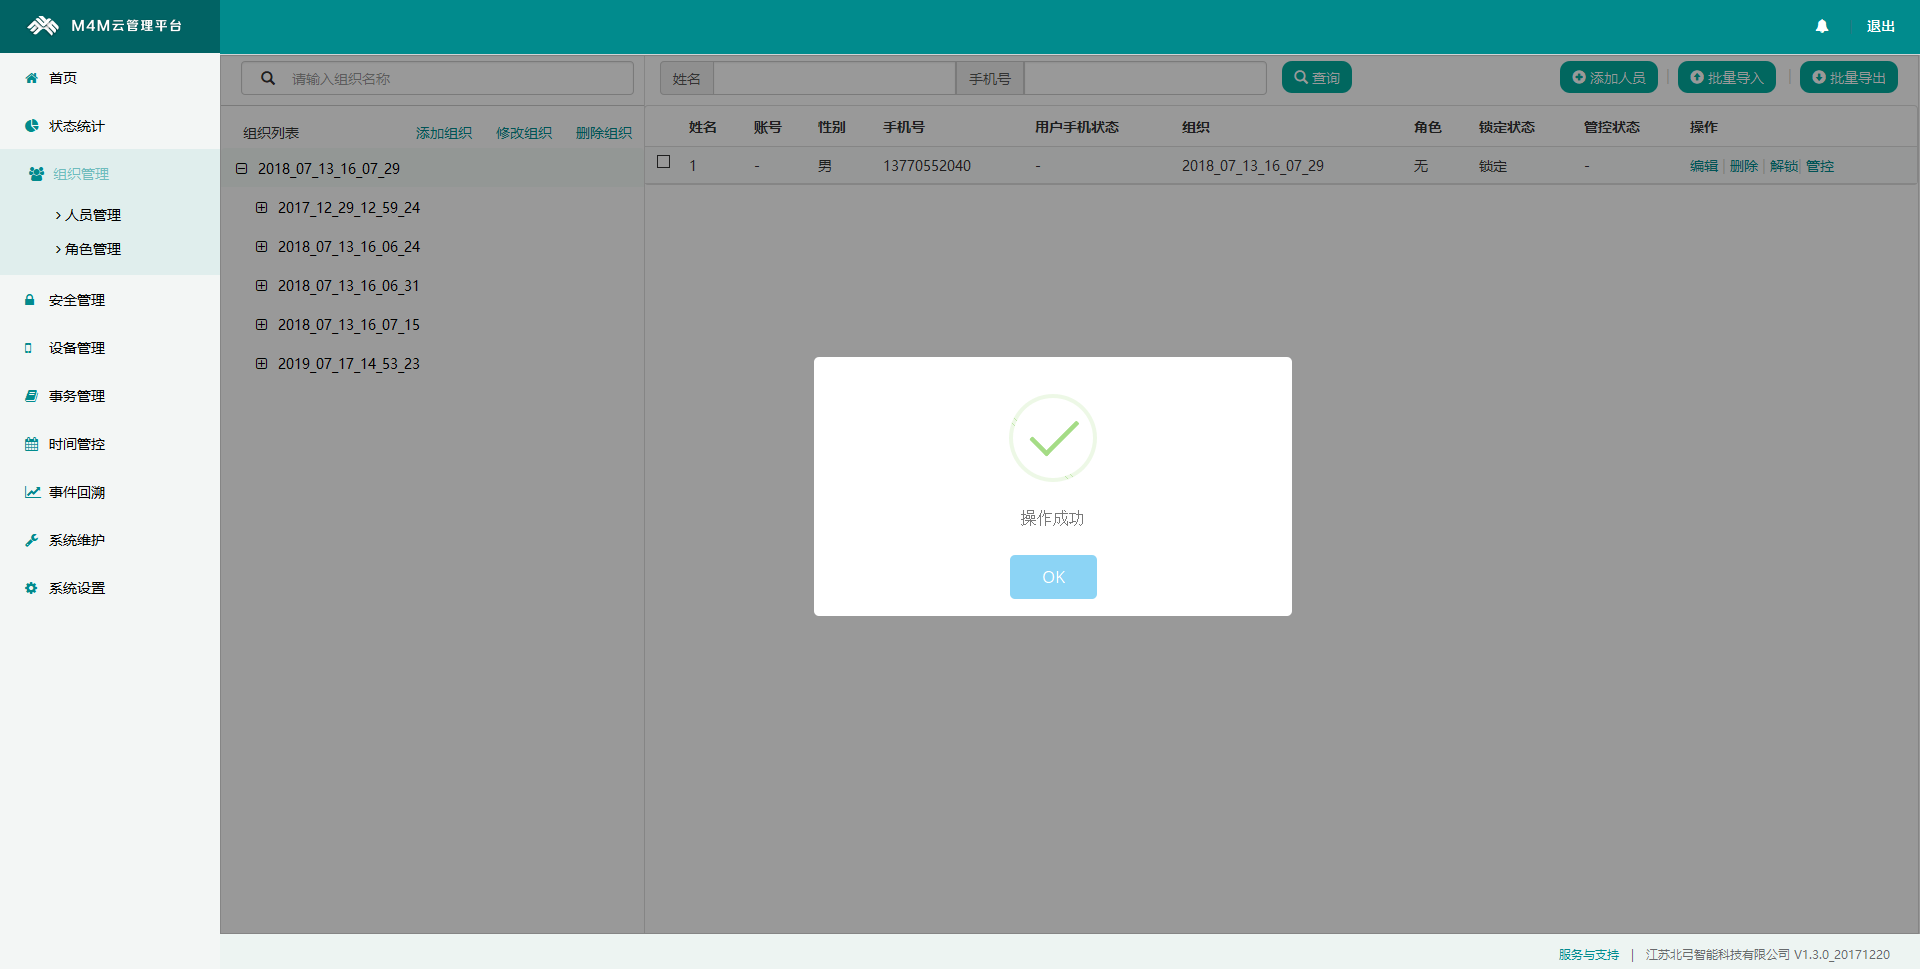 M4M云管理平台
退出
首页
状态统计
组织管理
人员管理
角色管理
安全管理
设备管理
事务管理
时间管控
事件回溯
系统维护
系统设置
请输入组织名称
组织列表 添加组织 修改组织 删除组织
2018_07_13_16_07_29
2017_12_29_12_59_24
2018_07_13_16_06_24
2018_07_13_16_06_31
2018_07_13_16_07_15
2019_07_17_14_53_23
姓名 手机号 查询 添加人员 | 批量导入 | 批量导出
姓名 账号 性别 手机号 用户手机状态 组织 角色 锁定状态 管控状态 操作
1 - 男 13770552040 - 2018_07_13_16_07_29 无 锁定 - 编辑 | 删除 | 解锁 | 管控
操作成功
OK
服务与支持 | 江苏北弓智能科技有限公司 V1.3.0_20171220